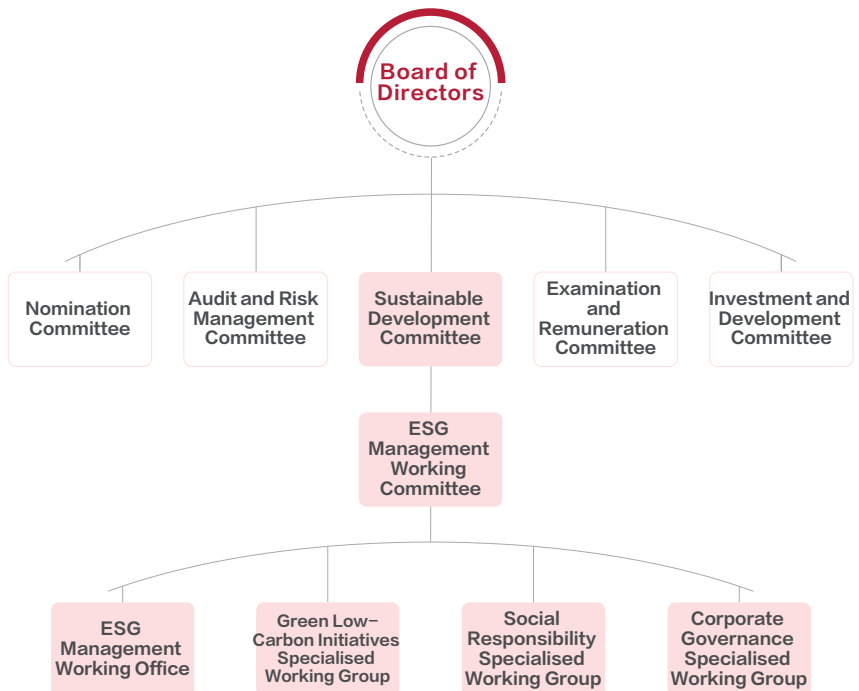 Board of
Directors
Nomination
Committee
Audit and Risk
Management
Committee
Sustainable
Development
Committee
Examination
and
Remuneration
Committee
Investment and
Development
Committee
ESG
Management
Working
Committee
ESG
Management
Working Office
Green Low–
Carbon Initiatives
Specialised
Working Group
Social
Responsibility
Specialised
Working Group
Corporate
Governance
Specialised
Working Group